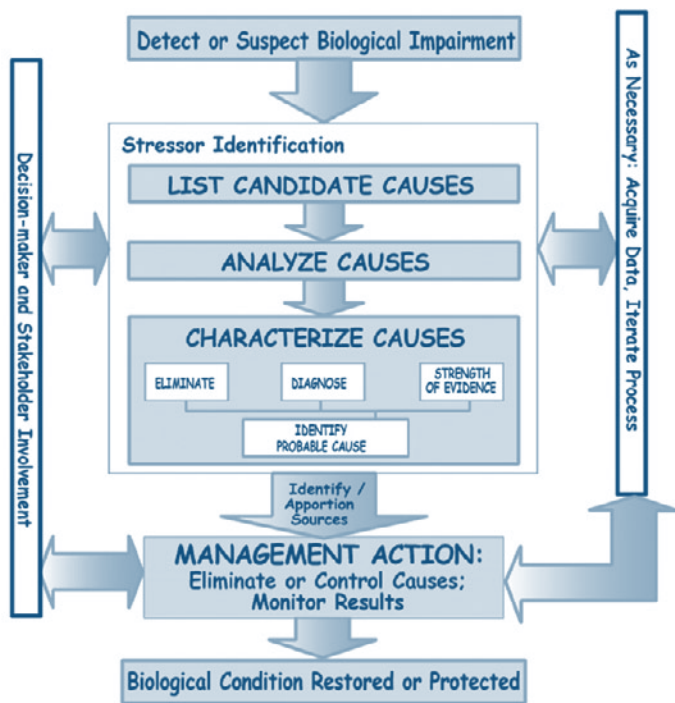 Detect or Suspect Biological Impairment
Stressor Identification
LIST CANDIDATE CAUSES
ANALYZE CAUSES
CHARACTERIZE CAUSES
ELIMINATE
DIAGNOSE
STRENGTH
OF EVIDENCE
IDENTIFY
PROBABLE CAUSE
Identify /
Apportion
Sources
MANAGEMENT ACTION:
Eliminate or Control Causes;
Monitor Results
Biological Condition Restored or Protected
Decision-maker and Stakeholder Involvement
As Necessary: Acquire Data, Iterate Process